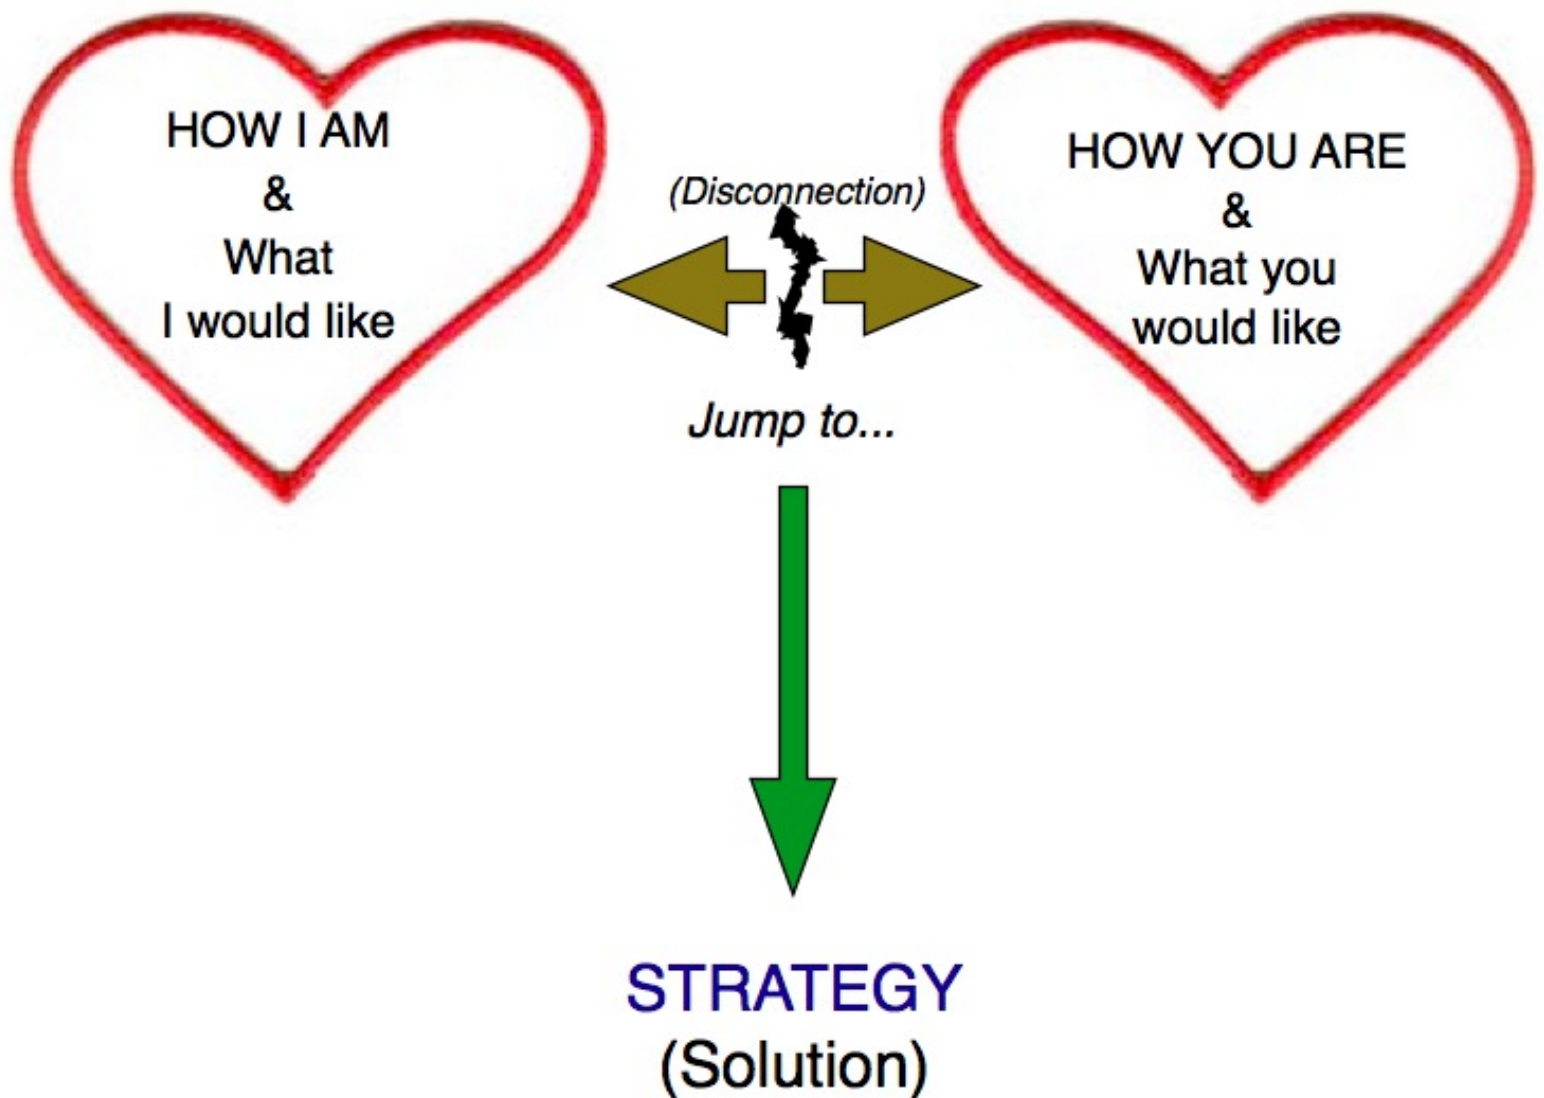 HOW I AM
&
What
I would like
(Disconnection)
HOW YOU ARE
&
What you
would like
Jump to...
STRATEGY
(Solution)